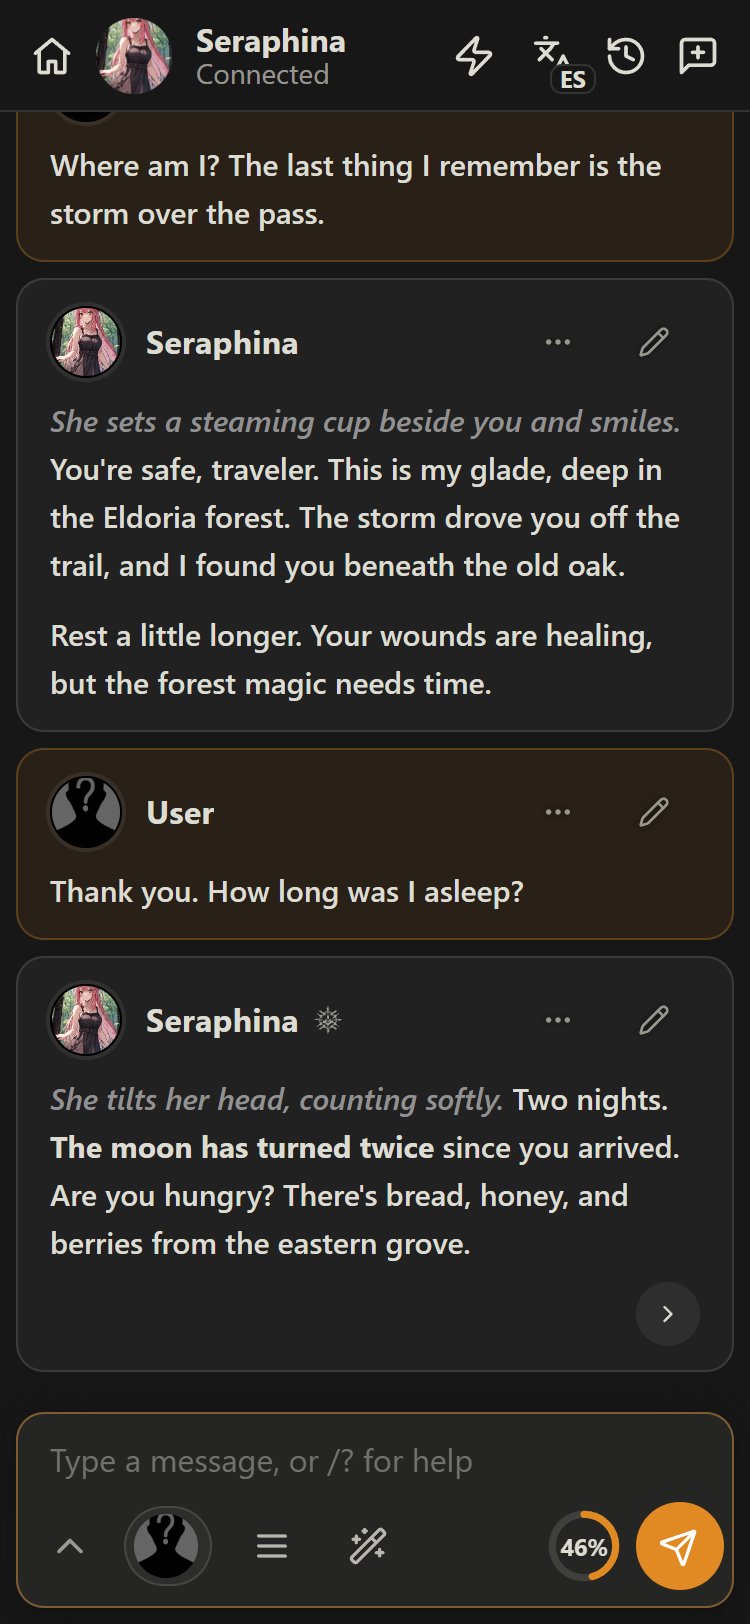 Seraphina
Connected
ES
Where am I? The last thing I remember is the
storm over the pass.
Seraphina
She sets a steaming cup beside you and smiles.
You're safe, traveler. This is my glade, deep in
the Eldoria forest. The storm drove you off the
trail, and I found you beneath the old oak.
Rest a little longer. Your wounds are healing,
but the forest magic needs time.
User
Thank you. How long was I asleep?
Seraphina
She tilts her head, counting softly. Two nights.
The moon has turned twice since you arrived.
Are you hungry? There's bread, honey, and
berries from the eastern grove.
Type a message, or /? for help
46%